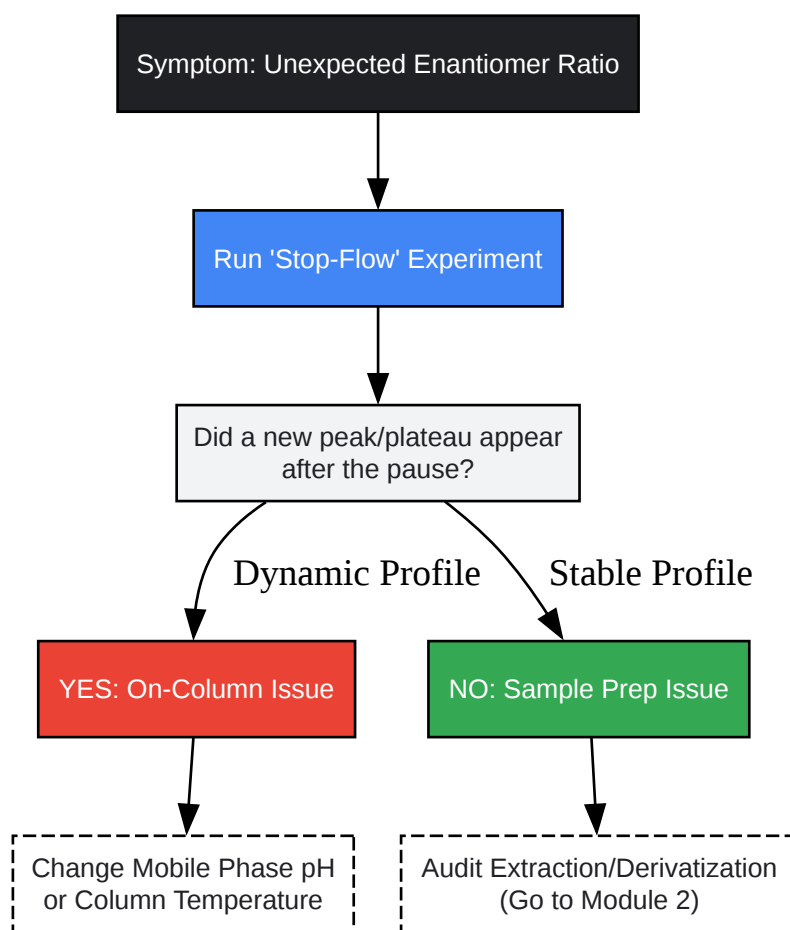 Symptom: Unexpected Enantiomer Ratio
Run 'Stop-Flow' Experiment
Did a new peak/plateau appear
after the pause?
Dynamic Profile
Stable Profile
YES: On-Column Issue
NO: Sample Prep Issue
Change Mobile Phase pH
or Column Temperature
Audit Extraction/Derivatization
(Go to Module 2)